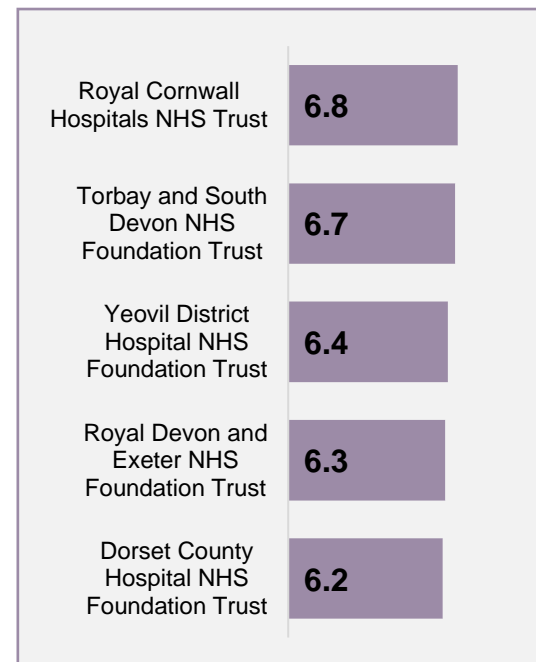 Royal Cornwall
Hospitals NHS Trust
6.8
Torbay and South
Devon NHS
Foundation Trust
6.7
Yeovil District
Hospital NHS
Foundation Trust
6.4
Royal Devon and
Exeter NHS
Foundation Trust
6.3
Dorset County
Hospital NHS
Foundation Trust
6.2